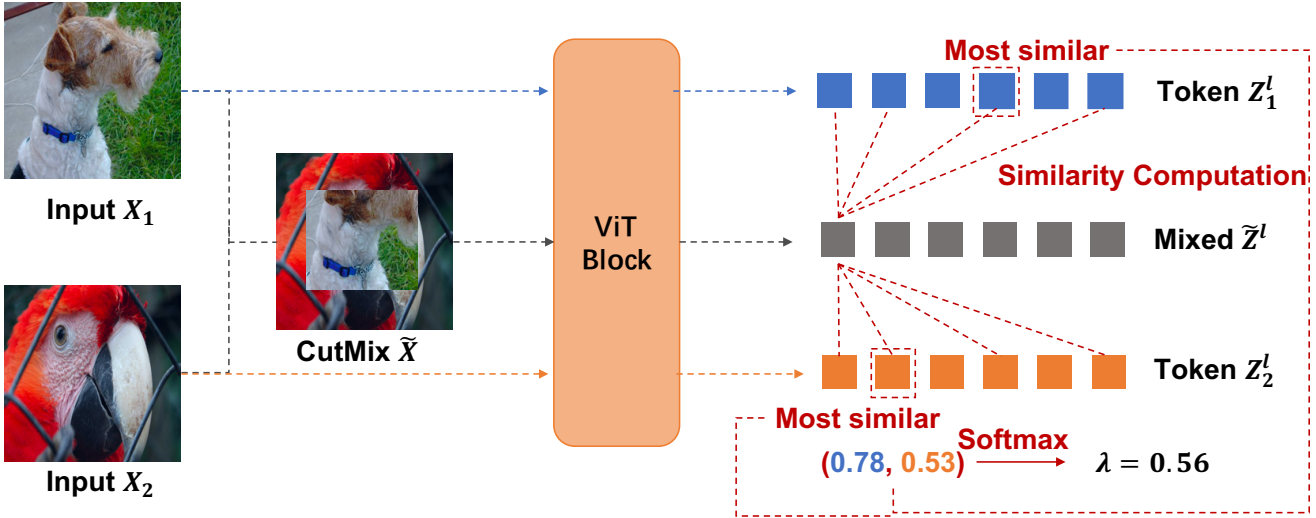 Most similar
Token Z₁ˡ
Input X₁
Similarity Computation
ViT
Block
Mixed Z̃ˡ
CutMix X̃
Token Z₂ˡ
Most similar
Softmax
(0.78, 0.53)
λ = 0.56
Input X₂